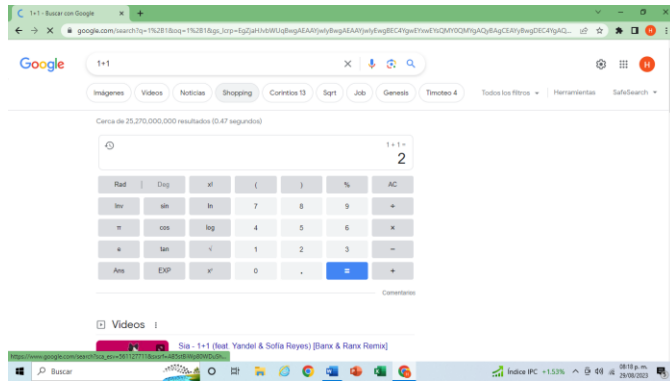 1+1 - Buscar con Google
google.com/search?q=1%2B1&oq=1%2B1&gs_lcrp=
Google
1+1
H
Imágenes Videos Noticias Shopping Corintios 13 Sqrt Job Genesis Timoteo 4 Todos los filtros Herramientas SafeSearch
Cerca de 25,270,000,000 resultados (0.47 segundos)
1 + 1 =
2
Rad | Deg x! ( ) % AC
Inv sin ln 7 8 9 ÷
π cos log 4 5 6 ×
e tan √ 1 2 3 −
Ans EXP xʸ 0 . = +
Comentarios
Videos
Sia - 1+1 (feat. Yandel & Sofía Reyes) [Banx & Ranx Remix]
Buscar
Índice IPC +1.53%
08:18 p. m.
29/08/2023